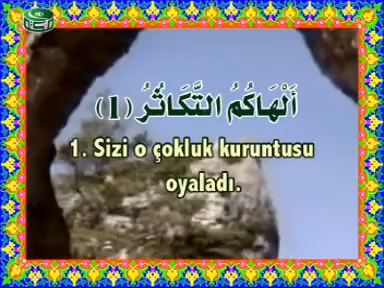 أَلْهَاكُمُ التَّكَاثُرُ (1)
1. Sizi o çokluk kuruntusu
oyaladı.